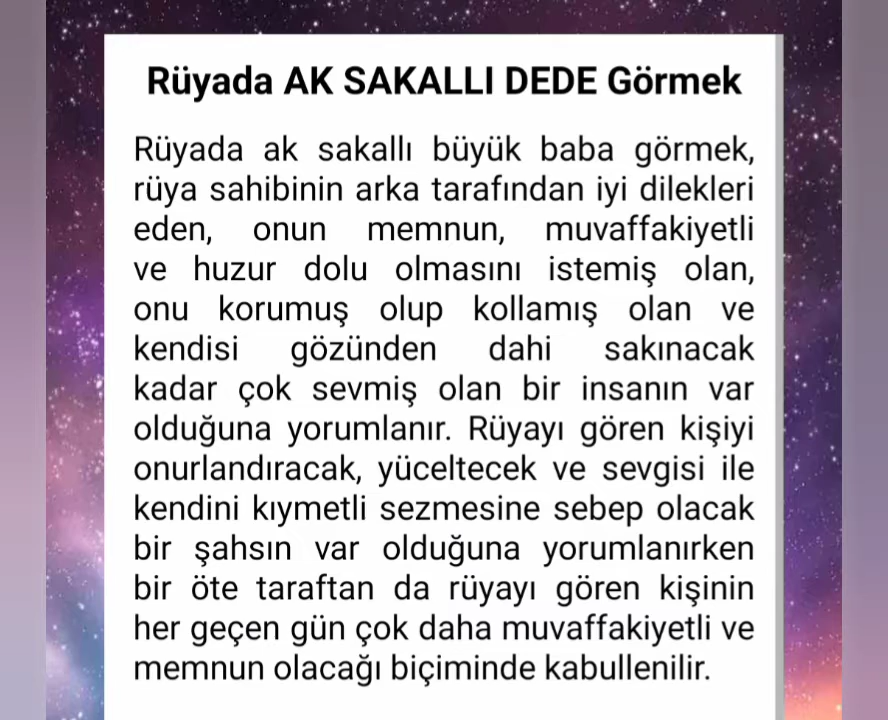 Rüyada AK SAKALLI DEDE Görmek
Rüyada ak sakallı büyük baba görmek,
rüya sahibinin arka tarafından iyi dilekleri
eden, onun memnun, muvaffakiyetli
ve huzur dolu olmasını istemiş olan,
onu korumuş olup kollamış olan ve
kendisi gözünden dahi sakınacak
kadar çok sevmiş olan bir insanın var
olduğuna yorumlanır. Rüyayı gören kişiyi
onurlandıracak, yüceltecek ve sevgisi ile
kendini kıymetli sezmesine sebep olacak
bir şahsın var olduğuna yorumlanırken
bir öte taraftan da rüyayı gören kişinin
her geçen gün çok daha muvaffakiyetli ve
memnun olacağı biçiminde kabullenilir.